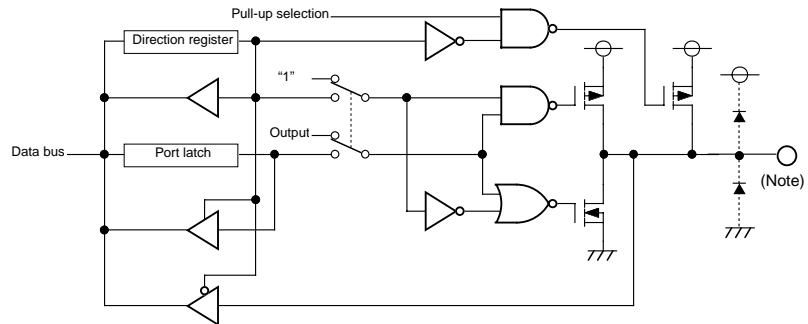 Pull-up selection
Direction register
“1”
Output
Data bus
Port latch
(Note)